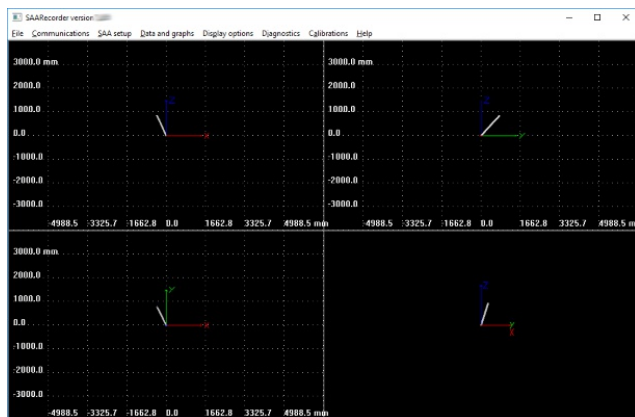 SAARecorder version
File Communications SAA setup Data and graphs Display options Diagnostics Calibrations Help
3000.0 mm
2000.0
1000.0
0.0
-1000.0
-2000.0
-3000.0
Z
X
-4988.5 -3325.7 -1662.8 0.0 1662.8 3325.7 4988.5 mm
3000.0 mm
2000.0
1000.0
0.0
-1000.0
-2000.0
-3000.0
Z
Y
-4988.5 -3325.7 -1662.8 0.0 1662.8 3325.7 4988.5 mm
3000.0 mm
2000.0
1000.0
0.0
-1000.0
-2000.0
-3000.0
Y
X
-4988.5 -3325.7 -1662.8 0.0 1662.8 3325.7 4988.5 mm
Z
Y
X